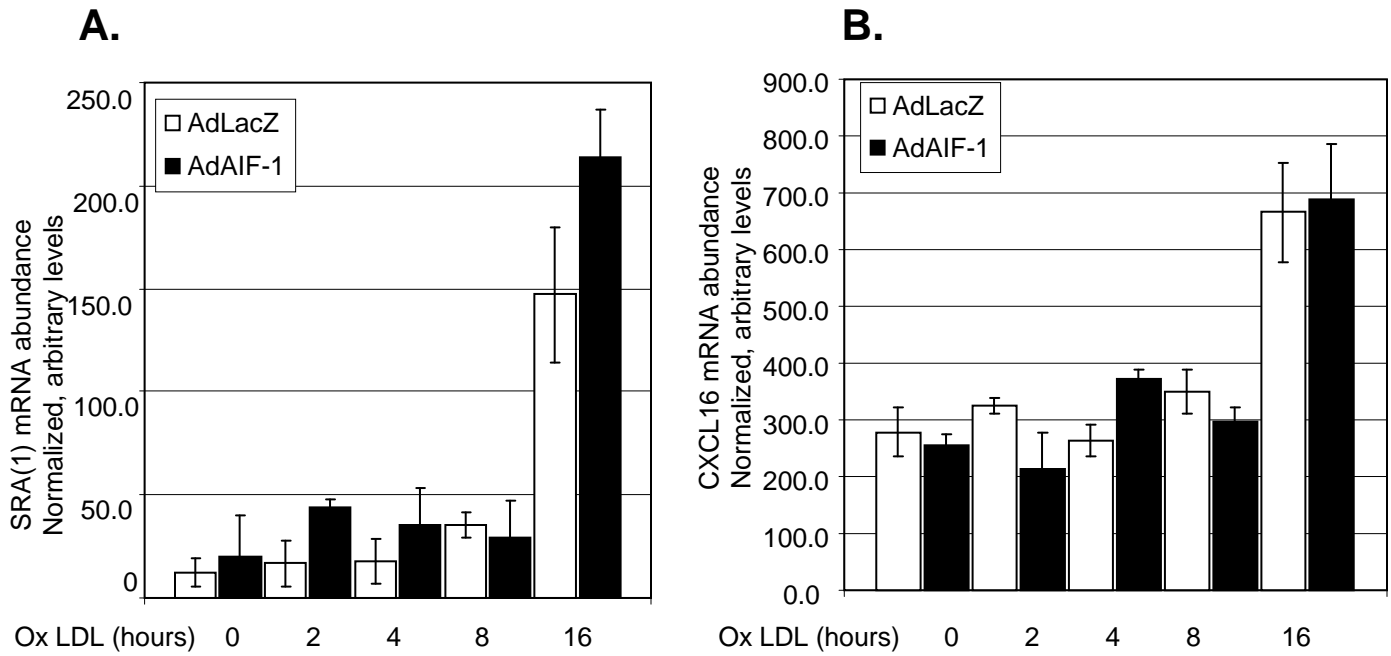 A.
250.0
200.0
150.0
100.0
50.0
0
SRA(1) mRNA abundance
Normalized, arbitrary levels
AdLacZ
AdAIF-1
Ox LDL (hours) 0 2 4 8 16
B.
900.0
800.0
700.0
600.0
500.0
400.0
300.0
200.0
100.0
0.0
CXCL16 mRNA abundance
Normalized, arbitrary levels
AdLacZ
AdAIF-1
0 2 4 8 16